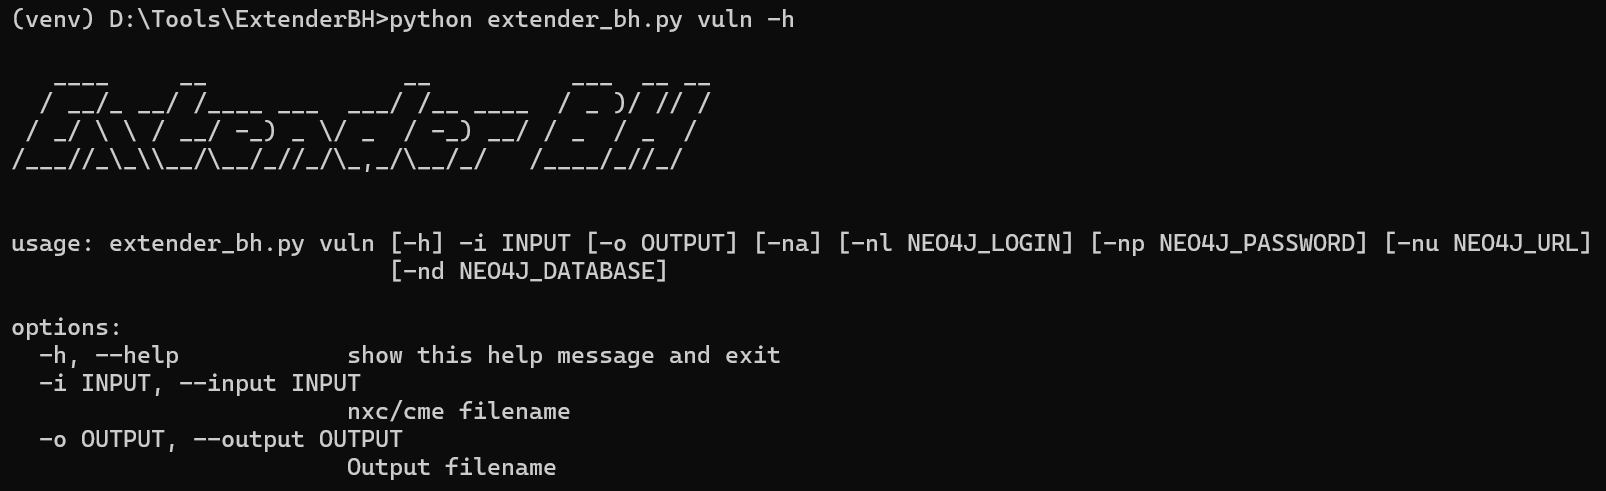 (venv) D:\Tools\ExtenderBH>python extender_bh.py vuln -h
    ____     __              __          ___  __ __
  / __/_ __/ /____ ___  ___/ /__ ____  / _ )/ // /
 / _/ \ \ / __/ -_) _ \/ _  / -_) __/ / _  / _  /
/___//_\_\\__/\__/_//_/\_,_/\__/_/   /____/_//_/
usage: extender_bh.py vuln [-h] -i INPUT [-o OUTPUT] [-na] [-nl NEO4J_LOGIN] [-np NEO4J_PASSWORD] [-nu NEO4J_URL]
                           [-nd NEO4J_DATABASE]
options:
  -h, --help            show this help message and exit
  -i INPUT, --input INPUT
                        nxc/cme filename
  -o OUTPUT, --output OUTPUT
                        Output filename